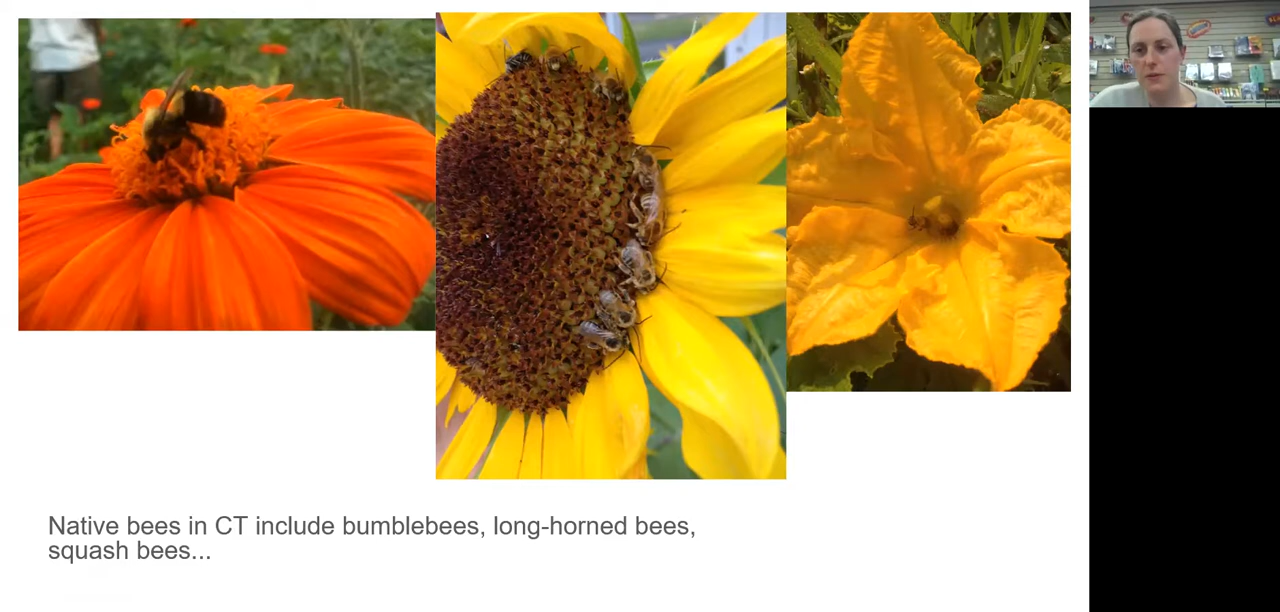 Native bees in CT include bumblebees, long-horned bees,
squash bees...